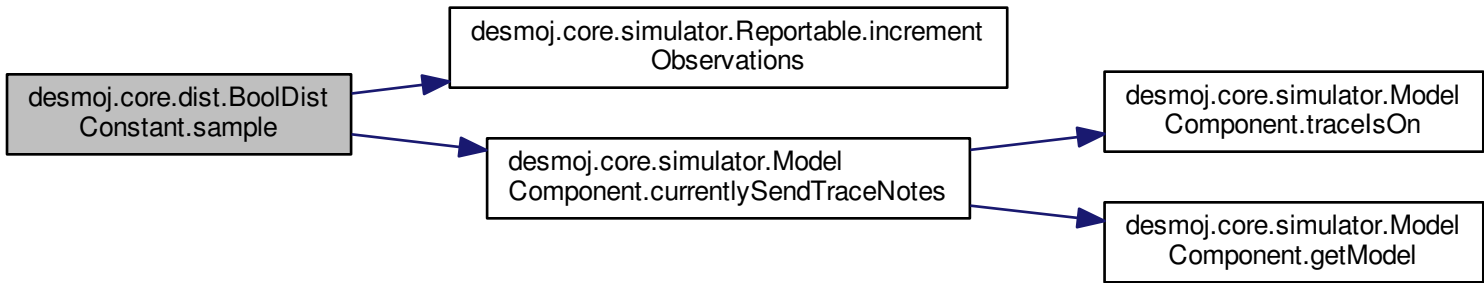 desmoj.core.dist.BoolDist
Constant.sample
desmoj.core.simulator.Reportable.increment
Observations
desmoj.core.simulator.Model
Component.currentlySendTraceNotes
desmoj.core.simulator.Model
Component.traceIsOn
desmoj.core.simulator.Model
Component.getModel